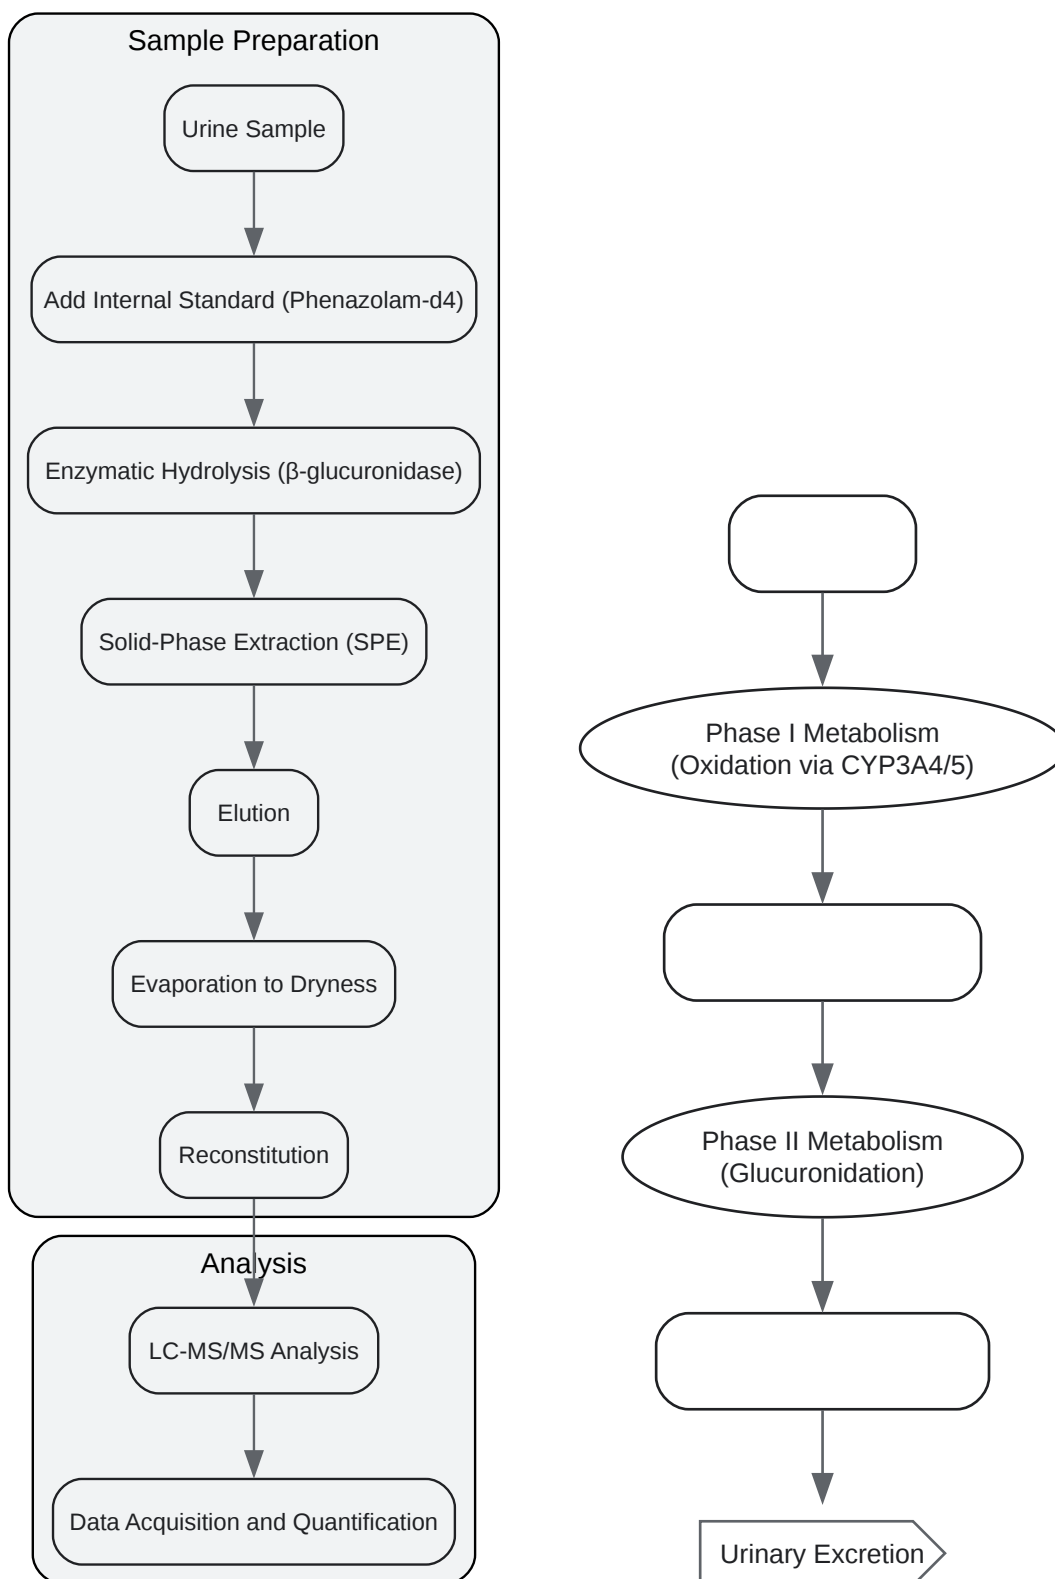 Sample Preparation
Urine Sample
Add Internal Standard (Phenazolam-d4)
Enzymatic Hydrolysis (β-glucuronidase)
Solid-Phase Extraction (SPE)
Elution
Evaporation to Dryness
Reconstitution
Analysis
LC-MS/MS Analysis
Data Acquisition and Quantification
Phase I Metabolism
(Oxidation via CYP3A4/5)
Phase II Metabolism
(Glucuronidation)
Urinary Excretion